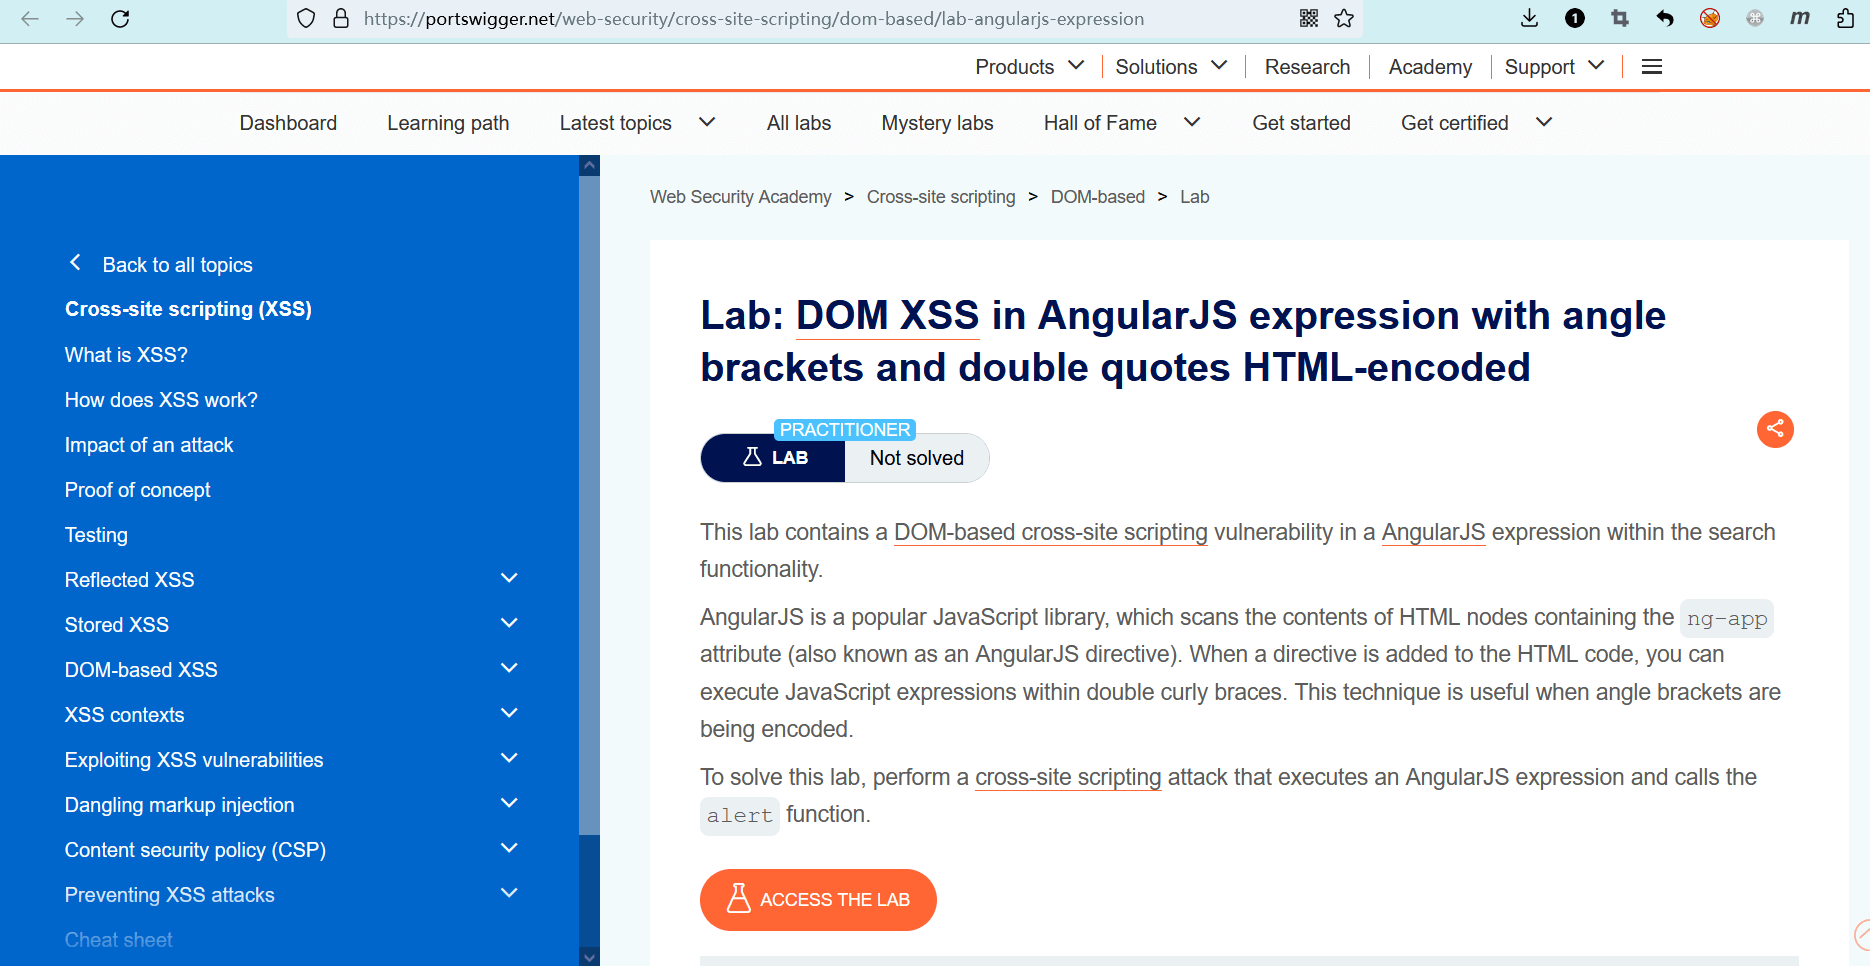 https://portswigger.net/web-security/cross-site-scripting/dom-based/lab-angularjs-expression
1
m
Products
Solutions
Research
Academy
Support
Dashboard
Learning path
Latest topics
All labs
Mystery labs
Hall of Fame
Get started
Get certified
Back to all topics
Cross-site scripting (XSS)
What is XSS?
How does XSS work?
Impact of an attack
Proof of concept
Testing
Reflected XSS
Stored XSS
DOM-based XSS
XSS contexts
Exploiting XSS vulnerabilities
Dangling markup injection
Content security policy (CSP)
Preventing XSS attacks
Cheat sheet
Web Security Academy > Cross-site scripting > DOM-based > Lab
Lab: DOM XSS in AngularJS expression with angle
brackets and double quotes HTML-encoded
PRACTITIONER
LAB
Not solved
This lab contains a DOM-based cross-site scripting vulnerability in a AngularJS expression within the search
functionality.
AngularJS is a popular JavaScript library, which scans the contents of HTML nodes containing the ng-app
attribute (also known as an AngularJS directive). When a directive is added to the HTML code, you can
execute JavaScript expressions within double curly braces. This technique is useful when angle brackets are
being encoded.
To solve this lab, perform a cross-site scripting attack that executes an AngularJS expression and calls the
alert function.
ACCESS THE LAB